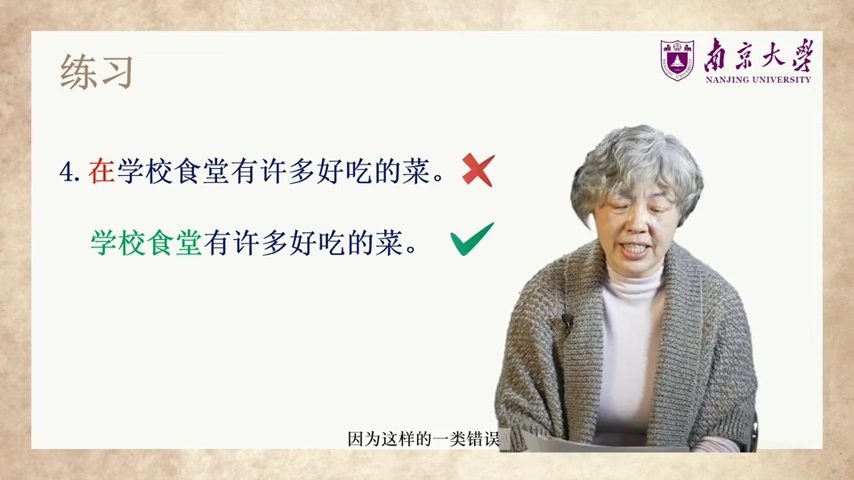 练习
南京大学
NANJING UNIVERSITY
4.在学校食堂有许多好吃的菜。
学校食堂有许多好吃的菜。
因为这样的一类错误